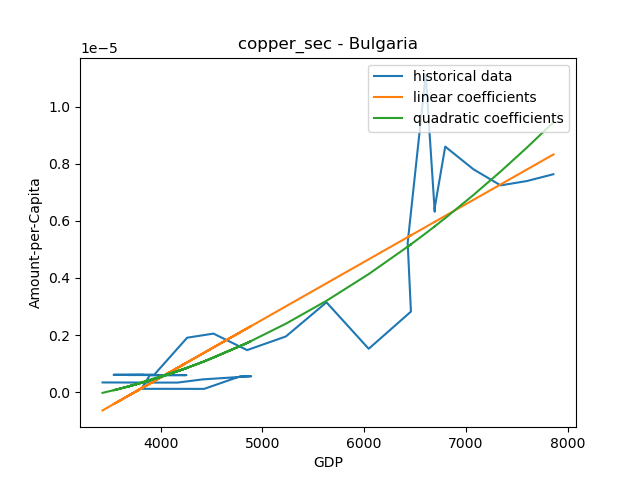 copper_sec - Bulgaria
1e−5
historical data
linear coefficients
quadratic coefficients
1.0
0.8
0.6
0.4
0.2
0.0
Amount-per-Capita
4000 5000 6000 7000 8000
GDP